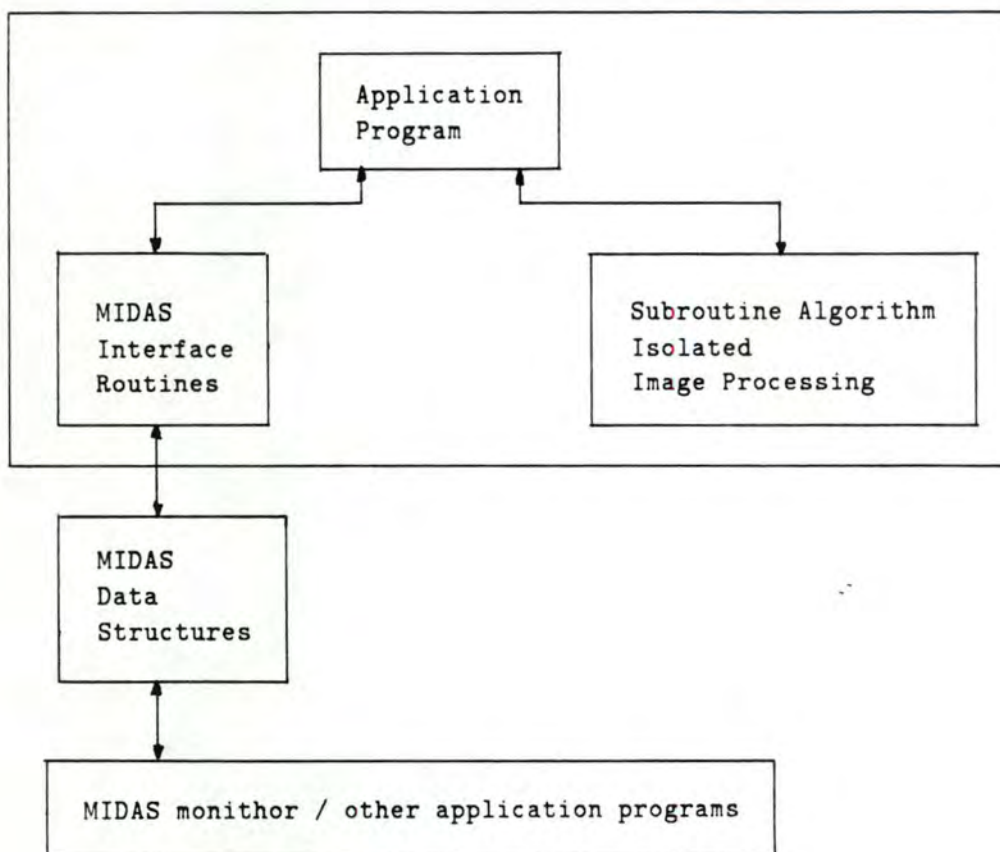 Application
Program
MIDAS
Interface
Routines
Subroutine Algorithm
Isolated
Image Processing
MIDAS
Data
Structures
MIDAS monithor / other application programs